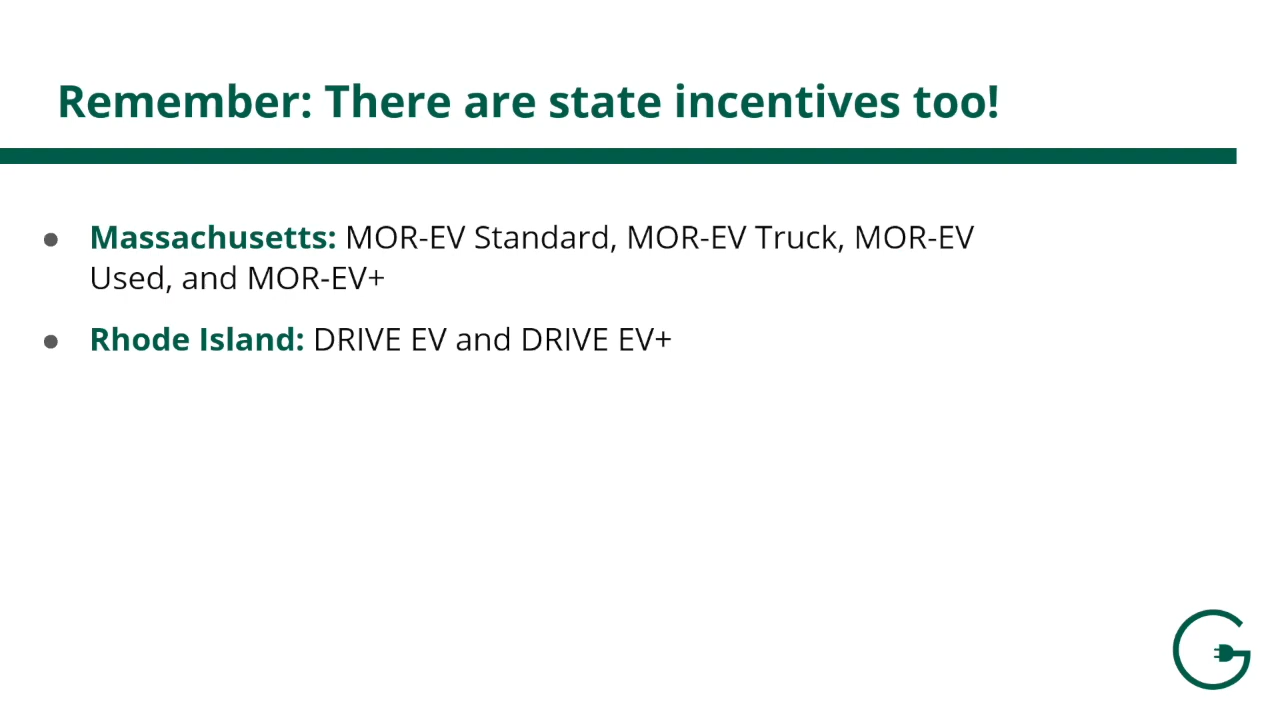 Remember: There are state incentives too!
● Massachusetts: MOR-EV Standard, MOR-EV Truck, MOR-EV
Used, and MOR-EV+
● Rhode Island: DRIVE EV and DRIVE EV+